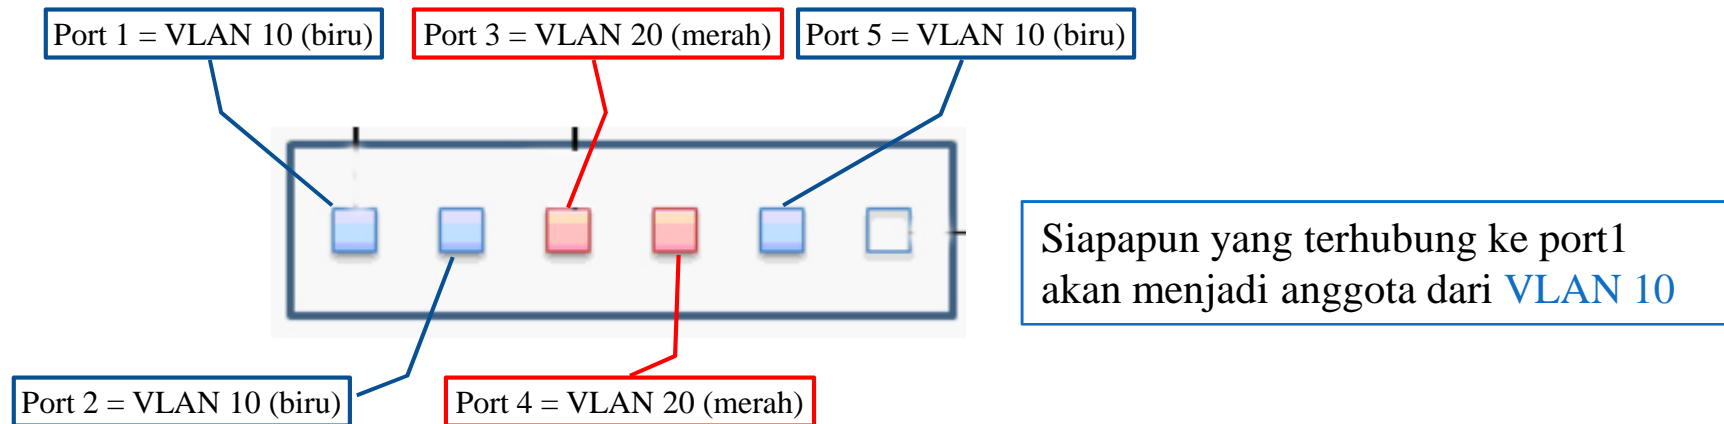 Port 1 = VLAN 10 (biru)
Port 3 = VLAN 20 (merah)
Port 5 = VLAN 10 (biru)
Siapapun yang terhubung ke port1
akan menjadi anggota dari VLAN 10
Port 2 = VLAN 10 (biru)
Port 4 = VLAN 20 (merah)